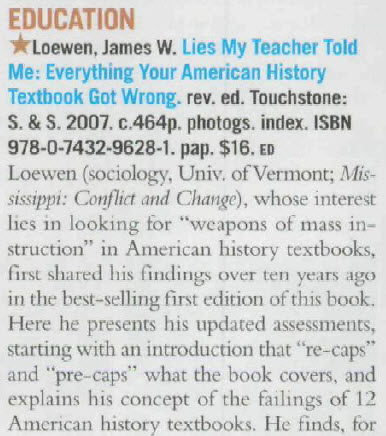 EDUCATION
★Loewen, James W. Lies My Teacher Told
Me: Everything Your American History
Textbook Got Wrong. rev. ed. Touchstone:
S. & S. 2007. c.464p. photogs. index. ISBN
978-0-7432-9628-1. pap. $16. ED
Loewen (sociology, Univ. of Vermont; Mis-
sissippi: Conflict and Change), whose interest
lies in looking for “weapons of mass in-
struction” in American history textbooks,
first shared his findings over ten years ago
in the best-selling first edition of this book.
Here he presents his updated assessments,
starting with an introduction that “re-caps”
and “pre-caps” what the book covers, and
explains his concept of the failings of 12
American history textbooks. He finds, for